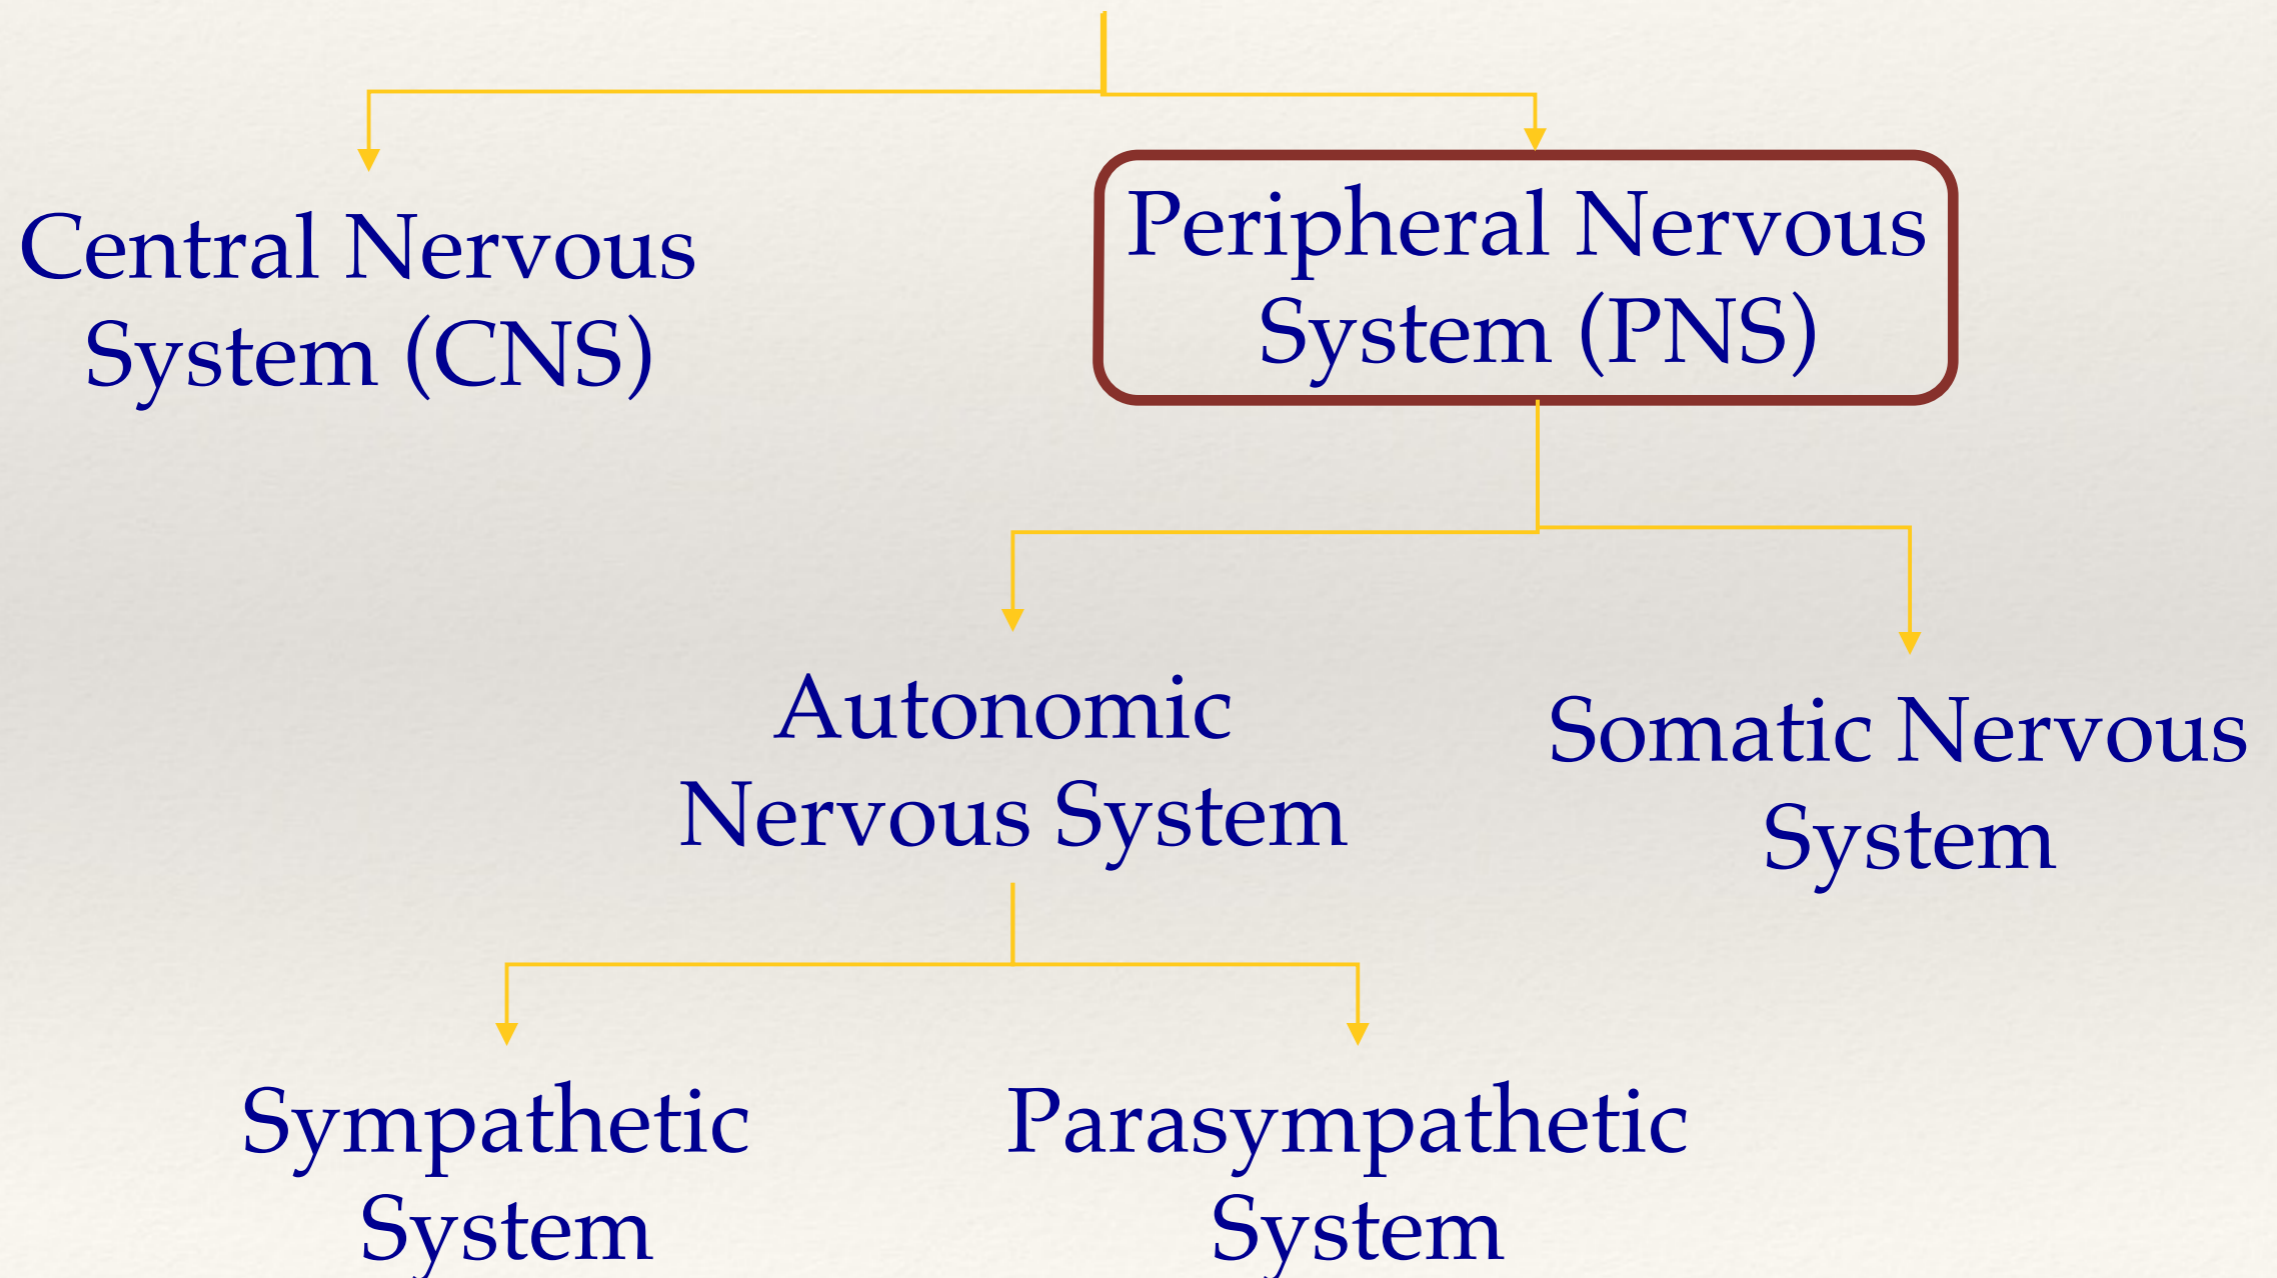 Central Nervous
System (CNS)
Peripheral Nervous
System (PNS)
Autonomic
Nervous System
Somatic Nervous
System
Sympathetic
System
Parasympathetic
System